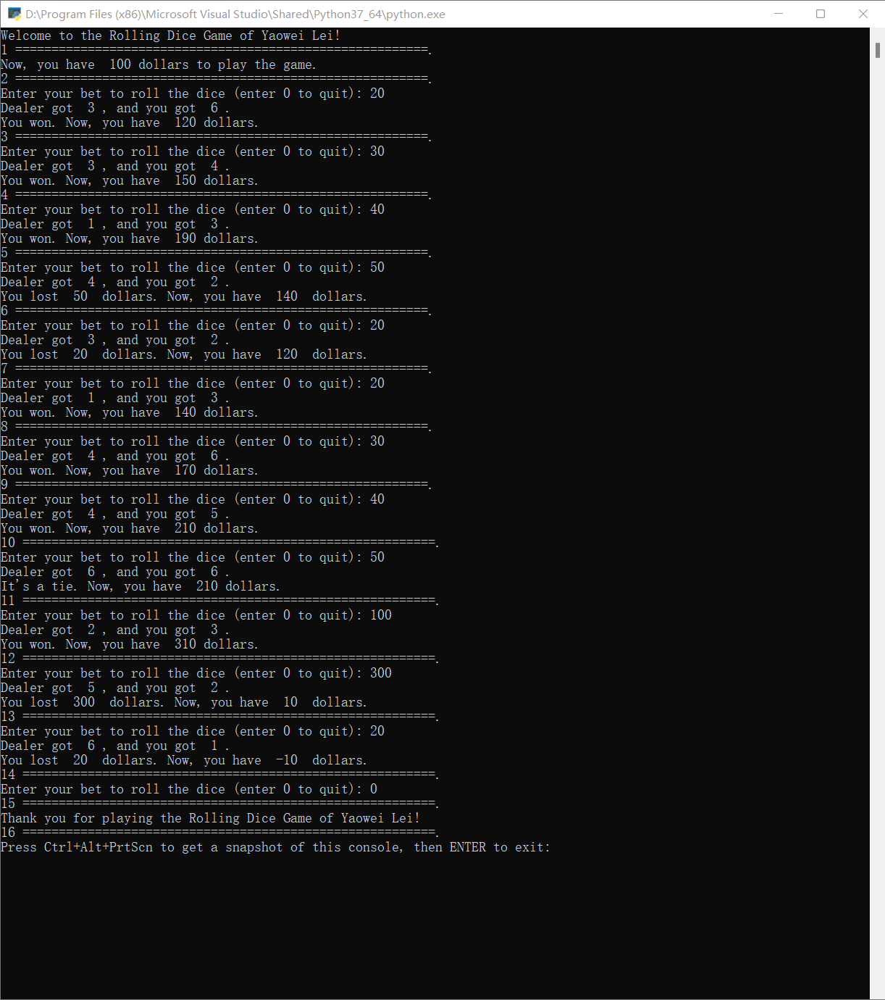 D:\Program Files (x86)\Microsoft Visual Studio\Shared\Python37_64\python.exe
Welcome to the Rolling Dice Game of Yaowei Lei!
1 =========================================================.
Now, you have  100 dollars to play the game.
2 =========================================================.
Enter your bet to roll the dice (enter 0 to quit): 20
Dealer got  3 , and you got  6 .
You won. Now, you have  120 dollars.
3 =========================================================.
Enter your bet to roll the dice (enter 0 to quit): 30
Dealer got  3 , and you got  4 .
You won. Now, you have  150 dollars.
4 =========================================================.
Enter your bet to roll the dice (enter 0 to quit): 40
Dealer got  1 , and you got  3 .
You won. Now, you have  190 dollars.
5 =========================================================.
Enter your bet to roll the dice (enter 0 to quit): 50
Dealer got  4 , and you got  2 .
You lost  50  dollars. Now, you have  140  dollars.
6 =========================================================.
Enter your bet to roll the dice (enter 0 to quit): 20
Dealer got  3 , and you got  2 .
You lost  20  dollars. Now, you have  120  dollars.
7 =========================================================.
Enter your bet to roll the dice (enter 0 to quit): 20
Dealer got  1 , and you got  3 .
You won. Now, you have  140 dollars.
8 =========================================================.
Enter your bet to roll the dice (enter 0 to quit): 30
Dealer got  4 , and you got  6 .
You won. Now, you have  170 dollars.
9 =========================================================.
Enter your bet to roll the dice (enter 0 to quit): 40
Dealer got  4 , and you got  5 .
You won. Now, you have  210 dollars.
10 =========================================================.
Enter your bet to roll the dice (enter 0 to quit): 50
Dealer got  6 , and you got  6 .
It's a tie. Now, you have  210 dollars.
11 =========================================================.
Enter your bet to roll the dice (enter 0 to quit): 100
Dealer got  2 , and you got  3 .
You won. Now, you have  310 dollars.
12 =========================================================.
Enter your bet to roll the dice (enter 0 to quit): 300
Dealer got  5 , and you got  2 .
You lost  300  dollars. Now, you have  10  dollars.
13 =========================================================.
Enter your bet to roll the dice (enter 0 to quit): 20
Dealer got  6 , and you got  1 .
You lost  20  dollars. Now, you have  -10  dollars.
14 =========================================================.
Enter your bet to roll the dice (enter 0 to quit): 0
15 =========================================================.
Thank you for playing the Rolling Dice Game of Yaowei Lei!
16 =========================================================.
Press Ctrl+Alt+PrtScn to get a snapshot of this console, then ENTER to exit: